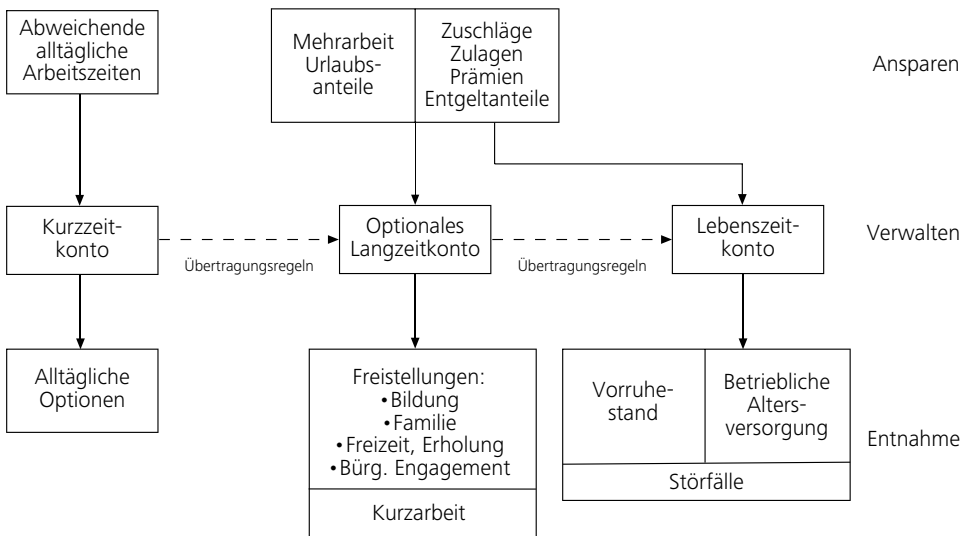 Abweichende
alltägliche
Arbeitszeiten
Mehrarbeit
Urlaubs-
anteile
Zuschläge
Zulagen
Prämien
Entgeltanteile
Ansparen
Kurzzeit-
konto
Übertragungsregeln
Optionales
Langzeitkonto
Übertragungsregeln
Lebenszeit-
konto
Verwalten
Alltägliche
Optionen
Freistellungen:
•Bildung
•Familie
•Freizeit, Erholung
•Bürg. Engagement
Kurzarbeit
Vorruhe-
stand
Betriebliche
Alters-
versorgung
Störfälle
Entnahme